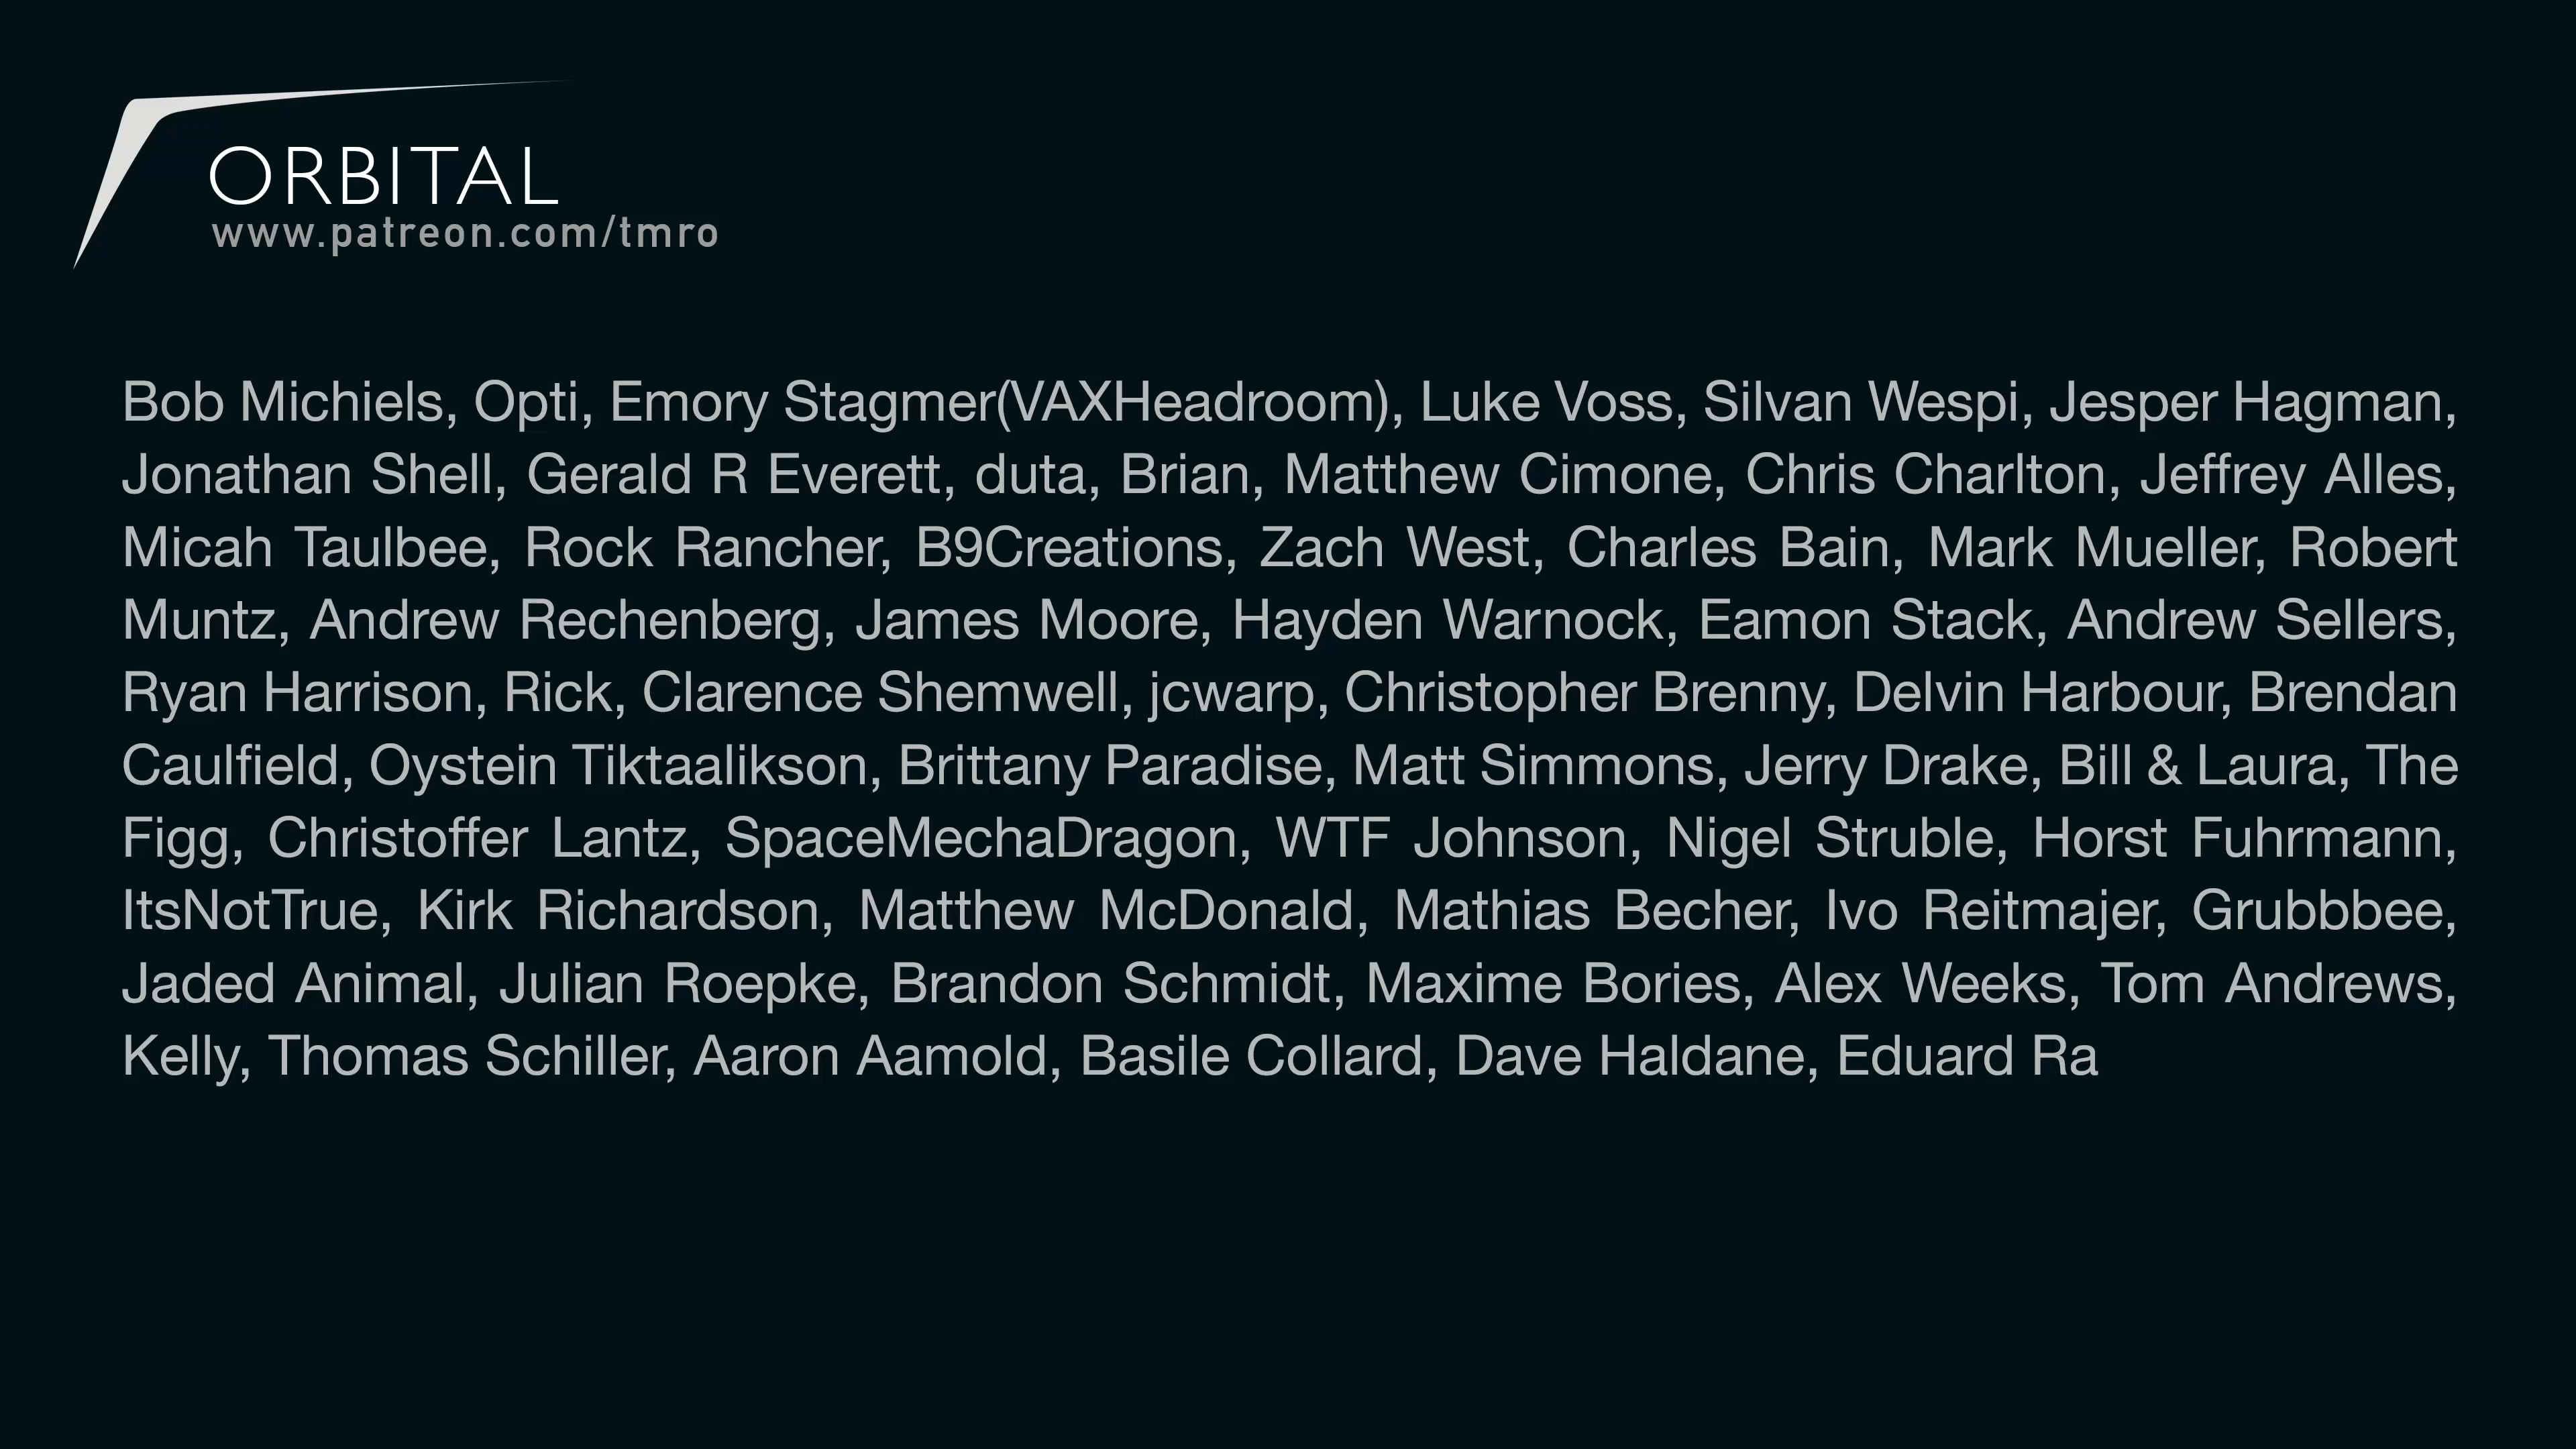 ORBITAL
www.patreon.com/tmro
Bob Michiels, Opti, Emory Stagmer(VAXHeadroom), Luke Voss, Silvan Wespi, Jesper Hagman,
Jonathan Shell, Gerald R Everett, duta, Brian, Matthew Cimone, Chris Charlton, Jeffrey Alles,
Micah Taulbee, Rock Rancher, B9Creations, Zach West, Charles Bain, Mark Mueller, Robert
Muntz, Andrew Rechenberg, James Moore, Hayden Warnock, Eamon Stack, Andrew Sellers,
Ryan Harrison, Rick, Clarence Shemwell, jcwarp, Christopher Brenny, Delvin Harbour, Brendan
Caulfield, Oystein Tiktaalikson, Brittany Paradise, Matt Simmons, Jerry Drake, Bill & Laura, The
Figg, Christoffer Lantz, SpaceMechaDragon, WTF Johnson, Nigel Struble, Horst Fuhrmann,
ItsNotTrue, Kirk Richardson, Matthew McDonald, Mathias Becher, Ivo Reitmajer, Grubbbee,
Jaded Animal, Julian Roepke, Brandon Schmidt, Maxime Bories, Alex Weeks, Tom Andrews,
Kelly, Thomas Schiller, Aaron Aamold, Basile Collard, Dave Haldane, Eduard Ra